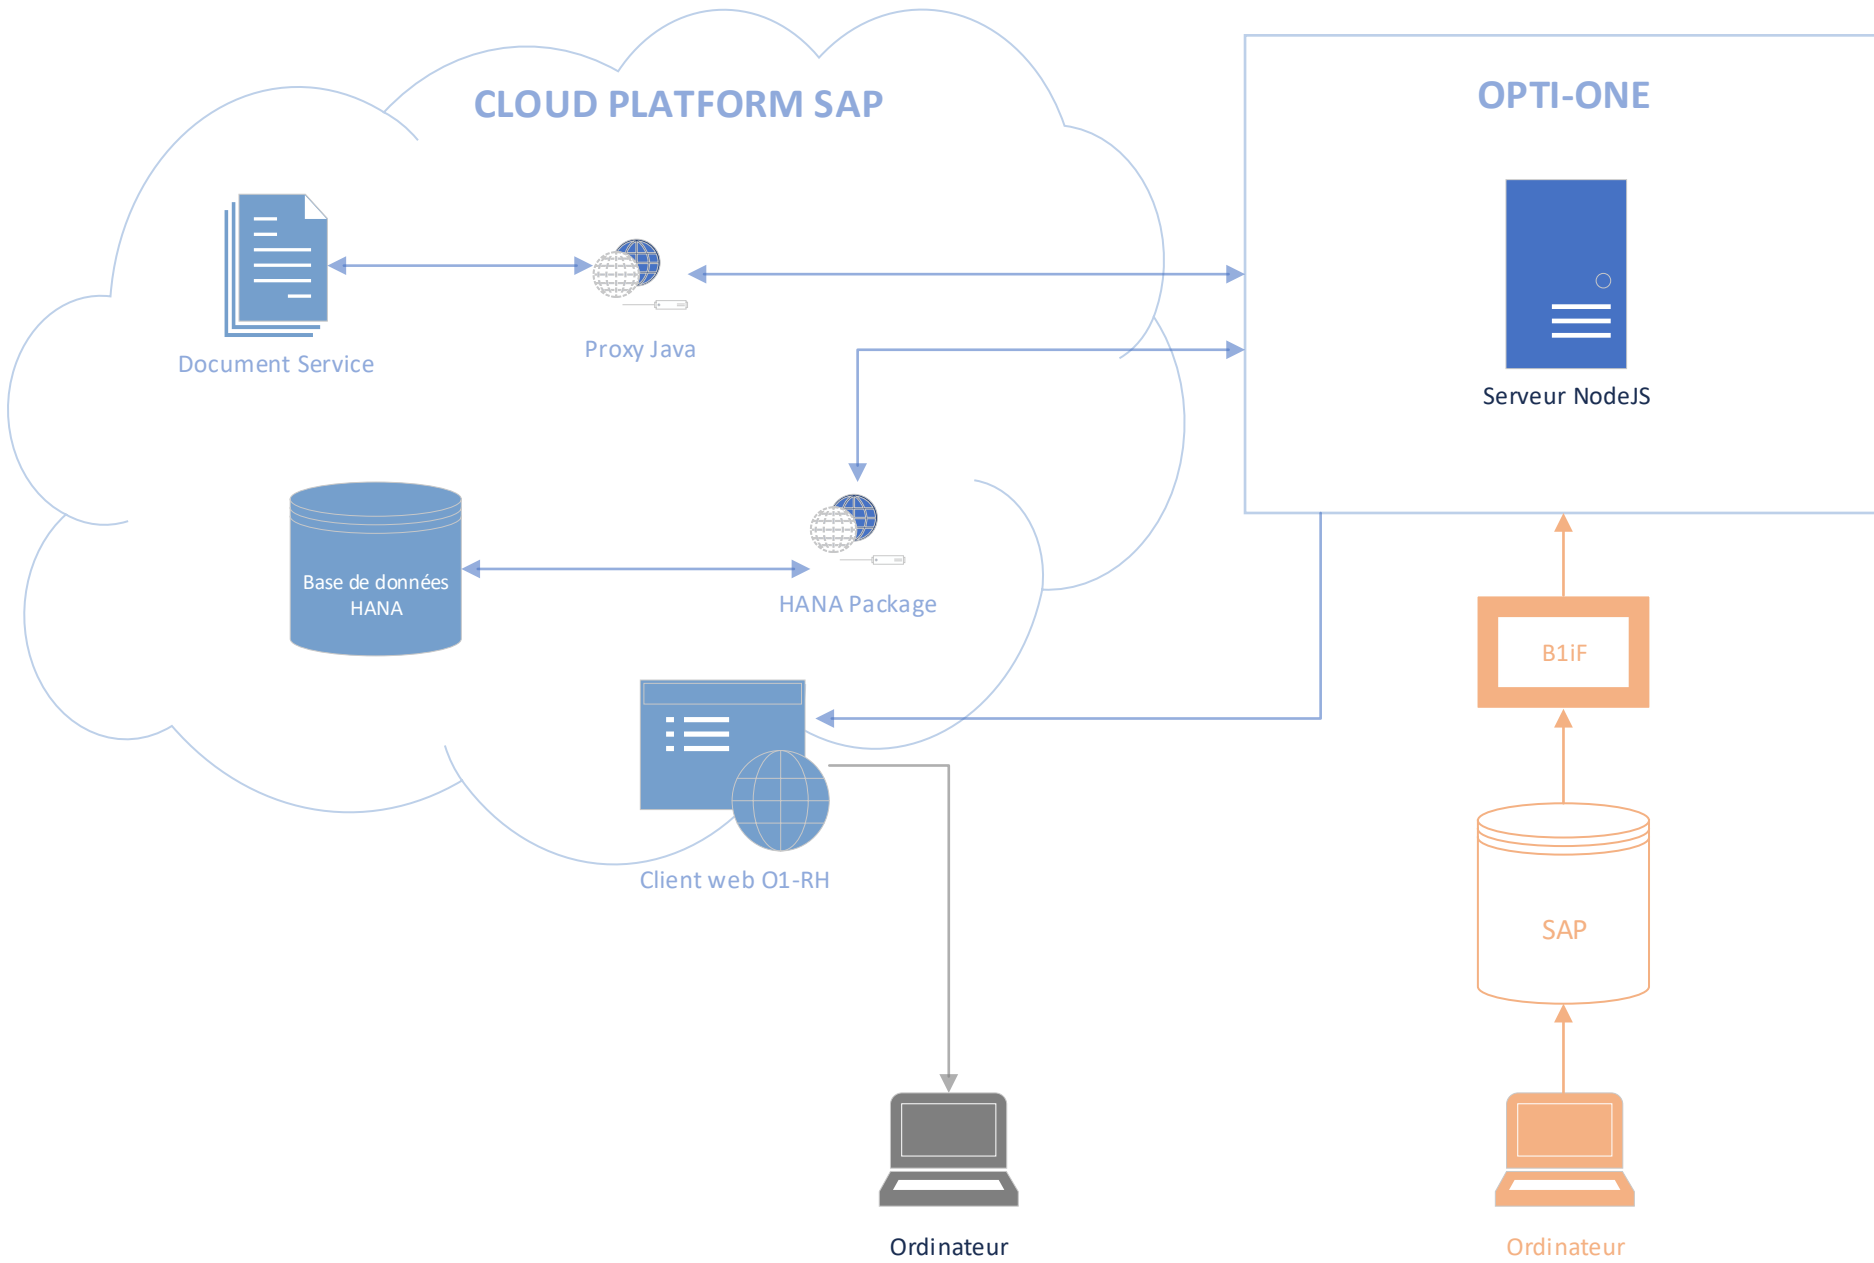 CLOUD PLATFORM SAP
OPTI-ONE
Document Service
Proxy Java
Serveur NodeJS
Base de données
HANA
HANA Package
B1iF
Client web O1-RH
SAP
Ordinateur
Ordinateur